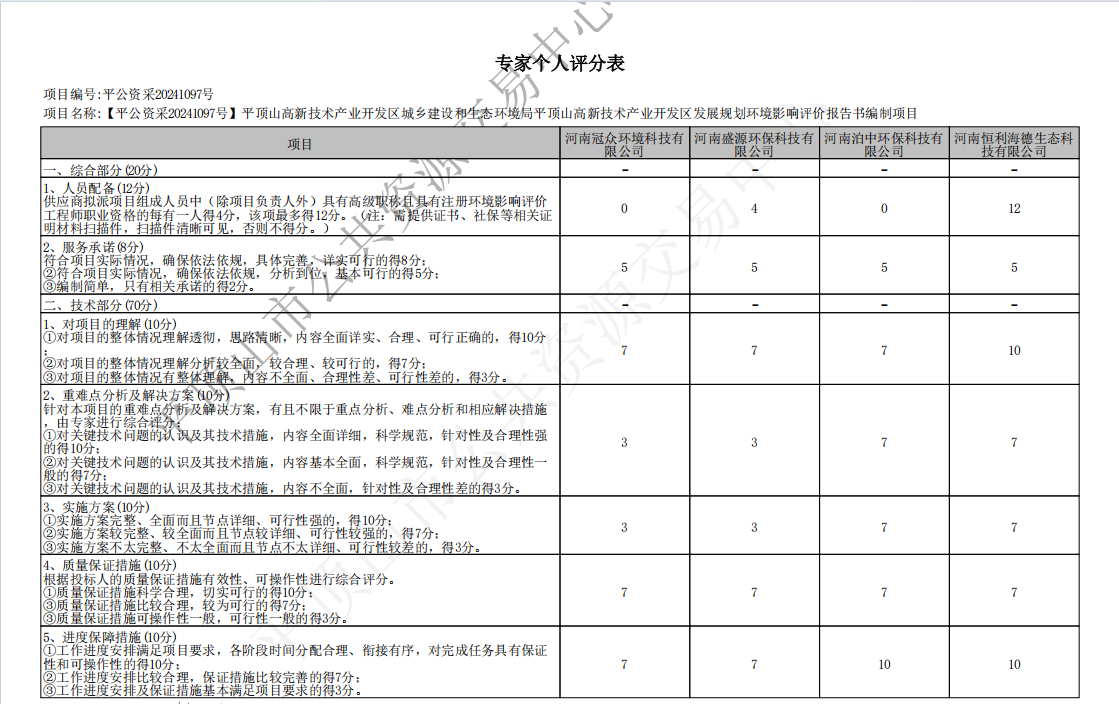 专家个人评分表
项目编号:平公资采20241097号
项目名称:【平公资采20241097号】平顶山高新技术产业开发区城乡建设和生态环境局平顶山高新技术产业开发区发展规划环境影响评价报告书编制项目
项目
河南冠众环境科技有
限公司
河南盛源环保科技有
限公司
河南泊中环保科技有
限公司
河南恒利海德生态科
技有限公司
一、综合部分(20分)
-
-
-
-
1、人员配备(12分)
供应商拟派项目组成人员中（除项目负责人外）具有高级职称且具有注册环境影响评价
工程师职业资格的每有一人得4分，该项最多得12分。（注：需提供证书、社保等相关证
明材料扫描件，扫描件清晰可见，否则不得分。）
0
4
0
12
2、服务承诺(8分)
符合项目实际情况，确保依法依规，具体完善，详实可行的得8分；
②符合项目实际情况，确保依法依规，分析到位，基本可行的得5分；
③编制简单，只有相关承诺的得2分。
5
5
5
5
二、技术部分(70分)
-
-
-
-
1、对项目的理解(10分)
①对项目的整体情况理解透彻，思路清晰，内容全面详实、合理、可行正确的，得10分
；
②对项目的整体情况理解分析较全面，较合理、较可行的，得7分；
③对项目的整体情况有整体理解，内容不全面、合理性差、可行性差的，得3分。
7
7
7
10
2、重难点分析及解决方案(10分)
针对本项目的重难点分析及解决方案，有且不限于重点分析、难点分析和相应解决措施
，由专家进行综合评分；
①对关键技术问题的认识及其技术措施，内容全面详细，科学规范，针对性及合理性强
的得10分；
②对关键技术问题的认识及其技术措施，内容基本全面，科学规范，针对性及合理性一
般的得7分；
③对关键技术问题的认识及其技术措施，内容不全面，针对性及合理性差的得3分。
3
3
7
7
3、实施方案(10分)
①实施方案完整、全面而且节点详细、可行性强的，得10分；
②实施方案较完整、较全面而且节点较详细、可行性较强的，得7分；
③实施方案不太完整、不太全面而且节点不太详细、可行性较差的，得3分。
3
3
7
7
4、质量保证措施(10分)
根据投标人的质量保证措施有效性、可操作性进行综合评分。
①质量保证措施科学合理，切实可行的得10分；
②质量保证措施比较合理，较为可行的得7分；
③质量保证措施可操作性一般，可行性一般的得3分。
7
7
7
7
5、进度保障措施(10分)
①工作进度安排满足项目要求，各阶段时间分配合理、衔接有序，对完成任务具有保证
性和可操作性的得10分；
②工作进度安排比较合理，保证措施比较完善的得7分；
③工作进度安排及保证措施基本满足项目要求的得3分。
7
7
10
10
平顶山市公共资源交易中心
平顶山市公共资源交易中